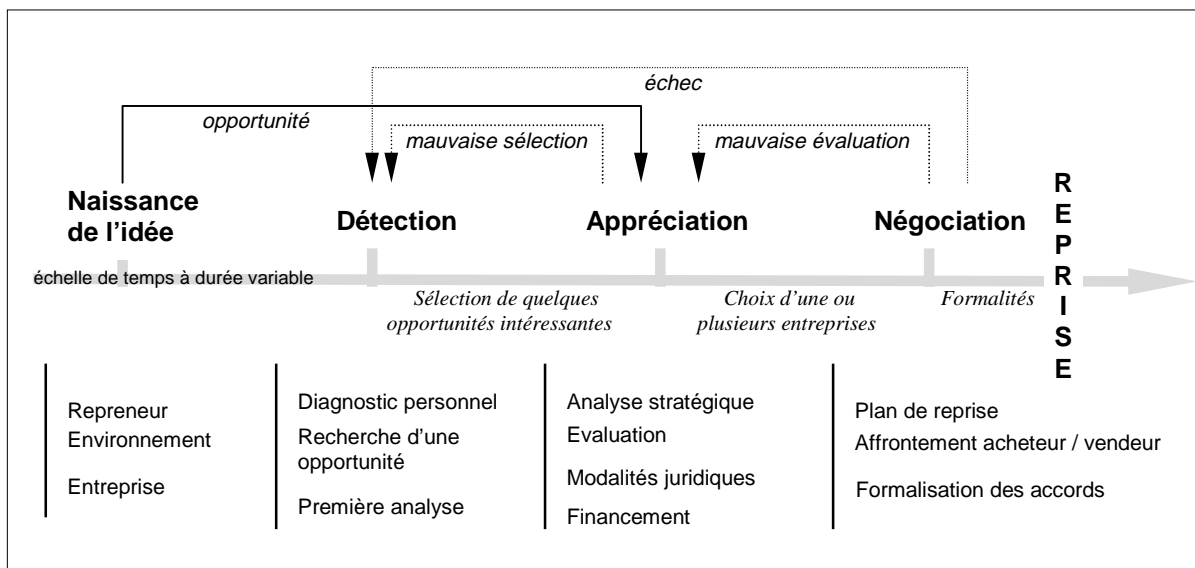 échec
opportunité
mauvaise sélection
mauvaise évaluation
Naissance
de l'idée
Détection
Appréciation
Négociation
REPRISE
échelle de temps à durée variable
Sélection de quelques
opportunités intéressantes
Choix d'une ou
plusieurs entreprises
Formalités
Repreneur
Environnement
Entreprise
Diagnostic personnel
Recherche d'une
opportunité
Première analyse
Analyse stratégique
Evaluation
Modalités juridiques
Financement
Plan de reprise
Affrontement acheteur / vendeur
Formalisation des accords